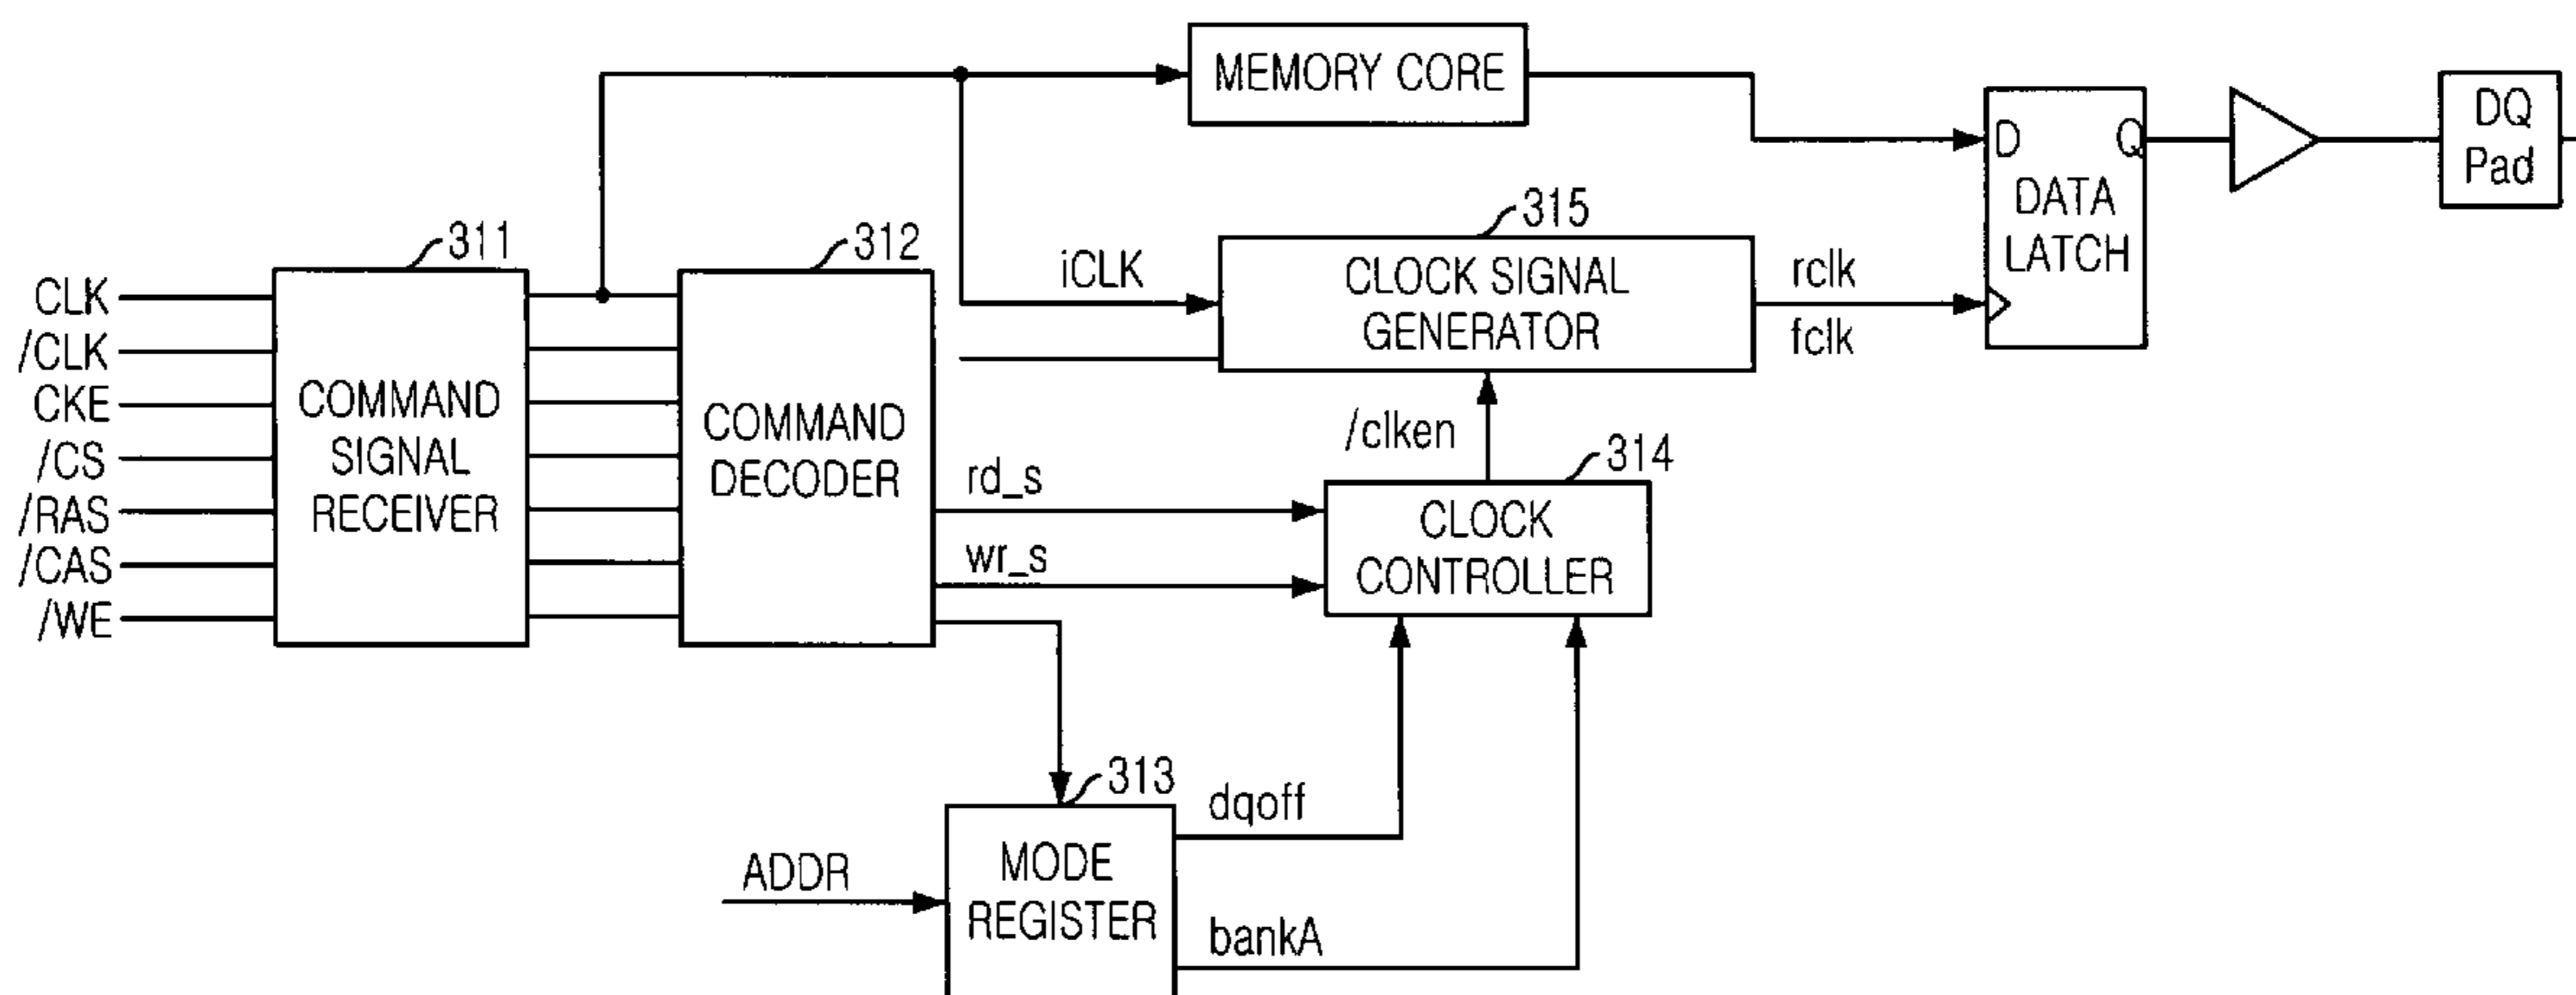 MEMORY CORE
DQ
Pad
D
Q
DATA
LATCH
315
311
312
iCLK
CLOCK SIGNAL
GENERATOR
rclk
fclk
CLK
/CLK
CKE
/CS
/RAS
/CAS
/WE
COMMAND
SIGNAL
RECEIVER
COMMAND
DECODER
/clken
314
rd_s
wr_s
CLOCK
CONTROLLER
313
dqoff
ADDR
MODE
REGISTER
bankA